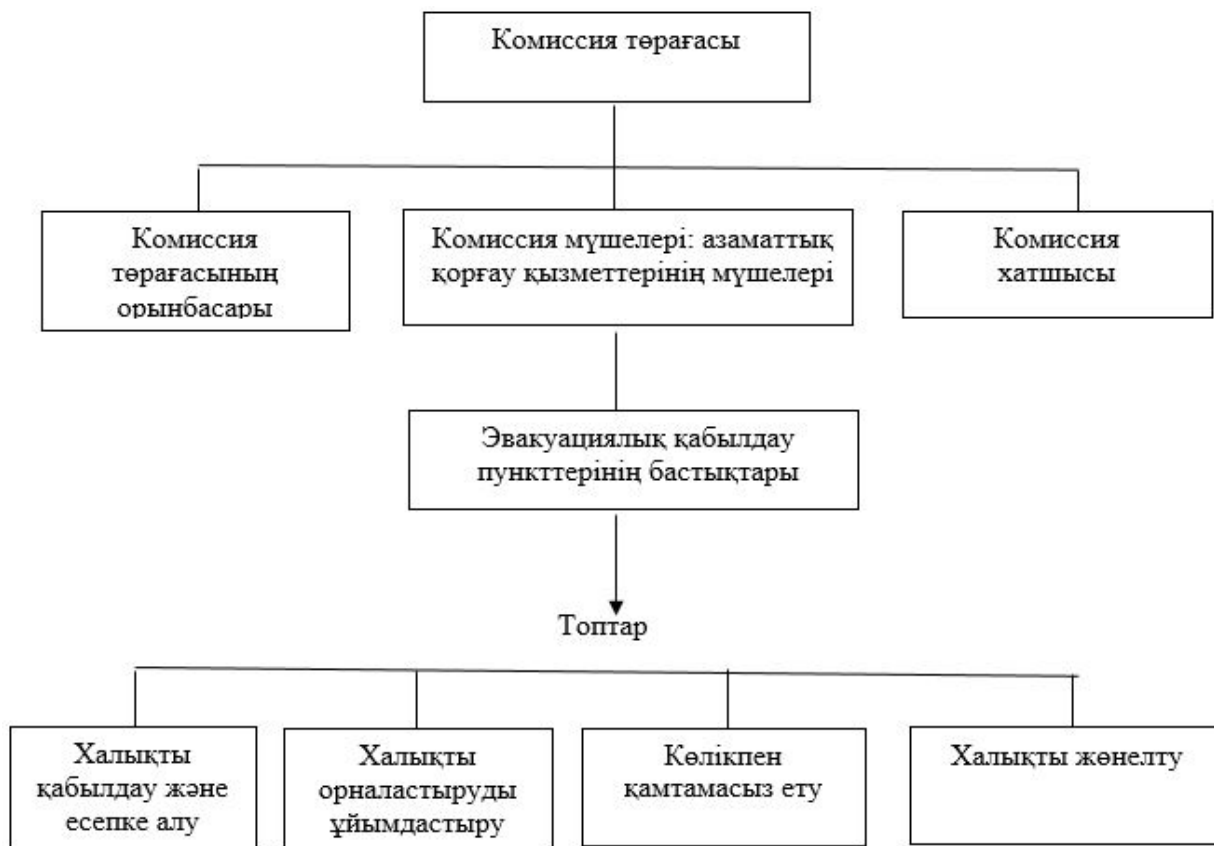 Комиссия төрағасы
Комиссия
төрағасының
орынбасары
Комиссия мүшелері: азаматтық
қорғау қызметтерінің мүшелері
Комиссия
хатшысы
Эвакуациялық қабылдау
пункттерінің бастықтары
Топтар
Халықты
қабылдау және
есепке алу
Халықты
орналастыруды
ұйымдастыру
Көлікпен
қамтамасыз ету
Халықты жөнелту